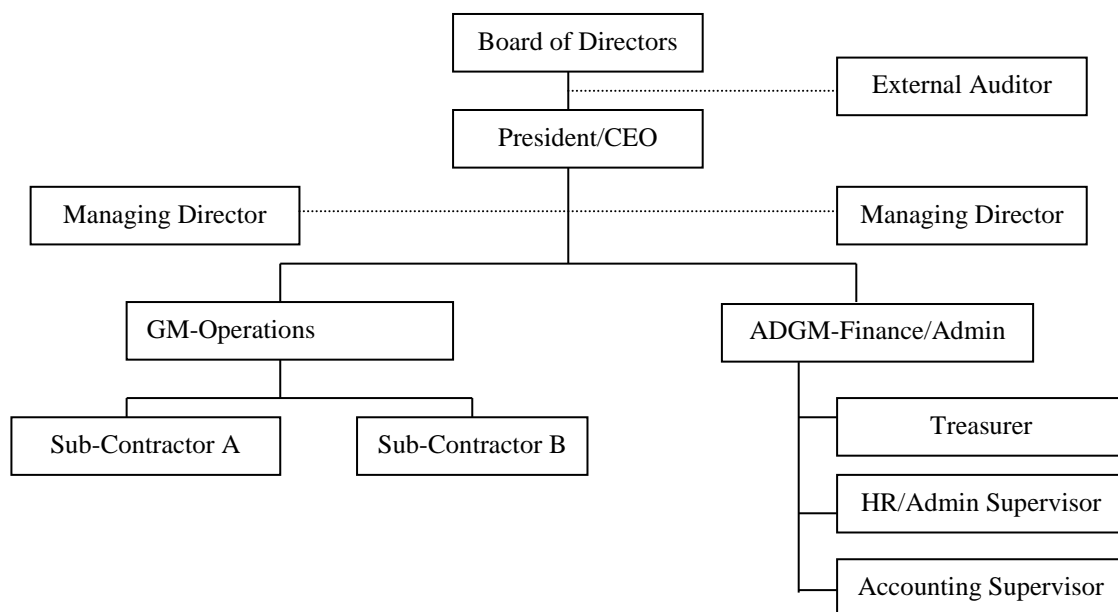 Board of Directors
External Auditor
President/CEO
Managing Director
Managing Director
GM-Operations
ADGM-Finance/Admin
Sub-Contractor A
Sub-Contractor B
Treasurer
HR/Admin Supervisor
Accounting Supervisor